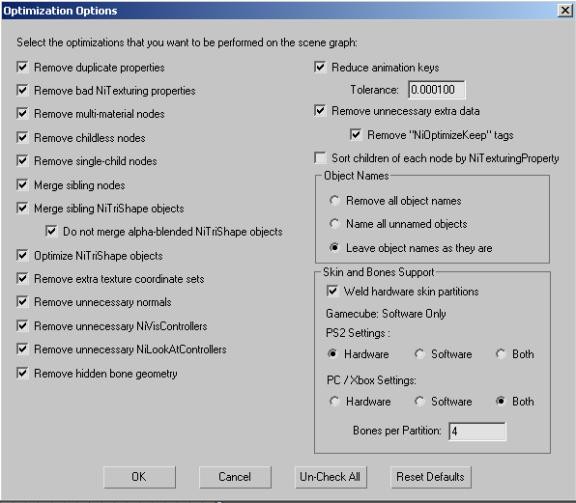 Optimization Options
Select the optimizations that you want to be performed on the scene graph:
Remove duplicate properties
Remove bad NiTexturing properties
Remove multi-material nodes
Remove childless nodes
Remove single-child nodes
Merge sibling nodes
Merge sibling NiTriShape objects
Do not merge alpha-blended NiTriShape objects
Optimize NiTriShape objects
Remove extra texture coordinate sets
Remove unnecessary normals
Remove unnecessary NiVisControllers
Remove unnecessary NiLookAtControllers
Remove hidden bone geometry
Reduce animation keys
Tolerance: 0.000100
Remove unnecessary extra data
Remove "NiOptimizeKeep" tags
Sort children of each node by NiTexturingProperty
Object Names
Remove all object names
Name all unnamed objects
Leave object names as they are
Skin and Bones Support
Weld hardware skin partitions
Gamecube: Software Only
PS2 Settings :
Hardware Software Both
PC / Xbox Settings:
Hardware Software Both
Bones per Partition: 4
OK Cancel Un-Check All Reset Defaults